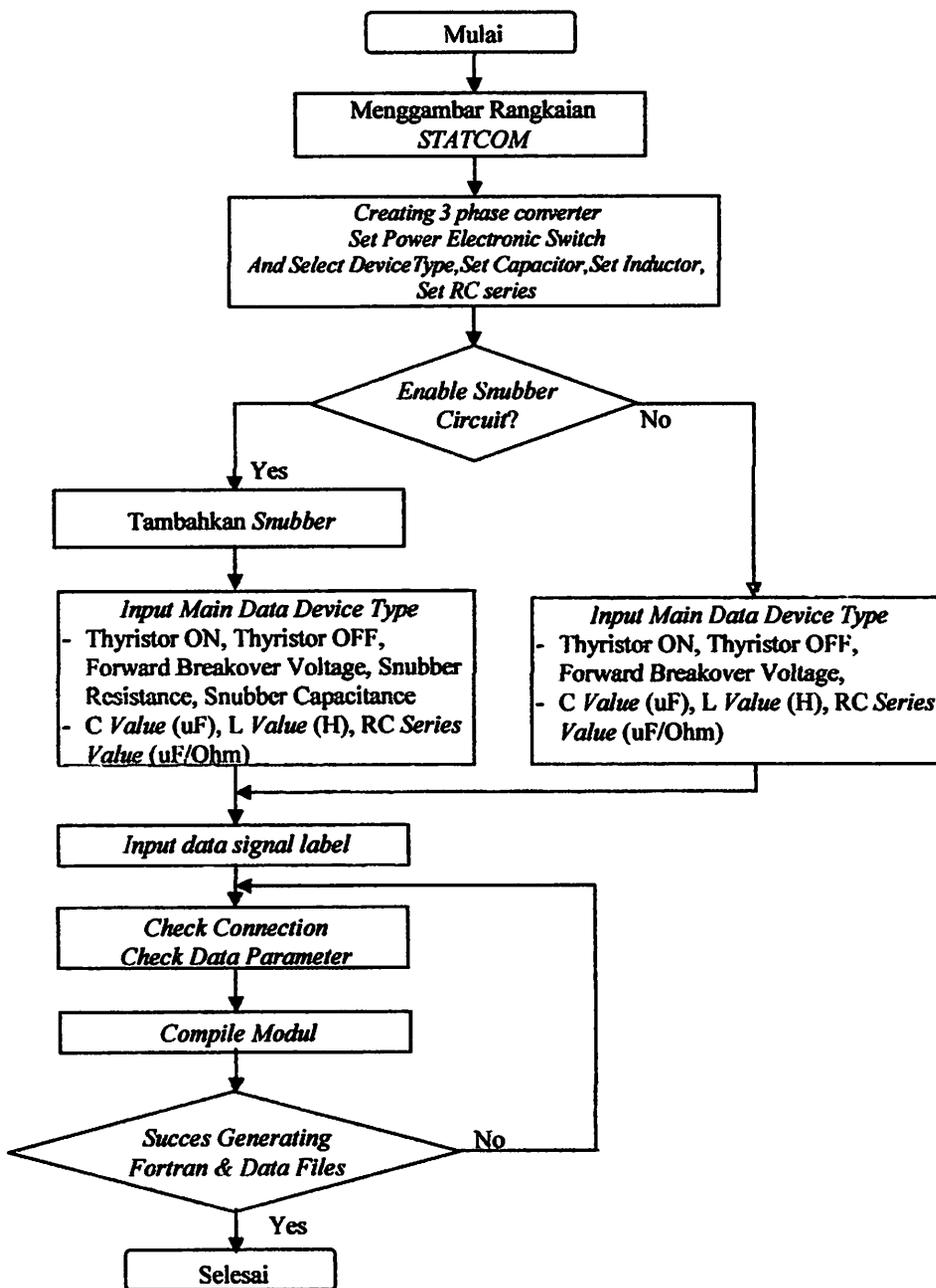 Mulai
Menggambar Rangkaian
STATCOM
Creating 3 phase converter
Set Power Electronic Switch
And Select Device Type,Set Capacitor,Set Inductor,
Set RC series
Enable Snubber
Circuit?
No
Yes
Tambahkan Snubber
Input Main Data Device Type
- Thyristor ON, Thyristor OFF,
Forward Breakover Voltage, Snubber
Resistance, Snubber Capacitance
- C Value (uF), L Value (H), RC Series
Value (uF/Ohm)
Input Main Data Device Type
- Thyristor ON, Thyristor OFF,
Forward Breakover Voltage,
- C Value (uF), L Value (H), RC Series
Value (uF/Ohm)
Input data signal label
Check Connection
Check Data Parameter
Compile Modul
Succes Generating
Fortran & Data Files
No
Yes
Selesai